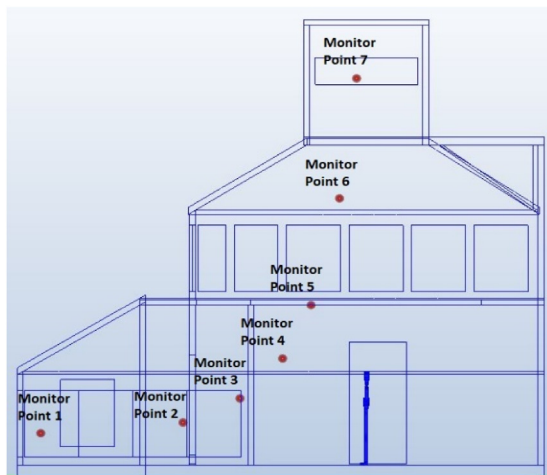 Monitor
Point 7
Monitor
Point 6
Monitor
Point 5
Monitor
Point 4
Monitor
Point 3
Monitor
Point 2
Monitor
Point 1